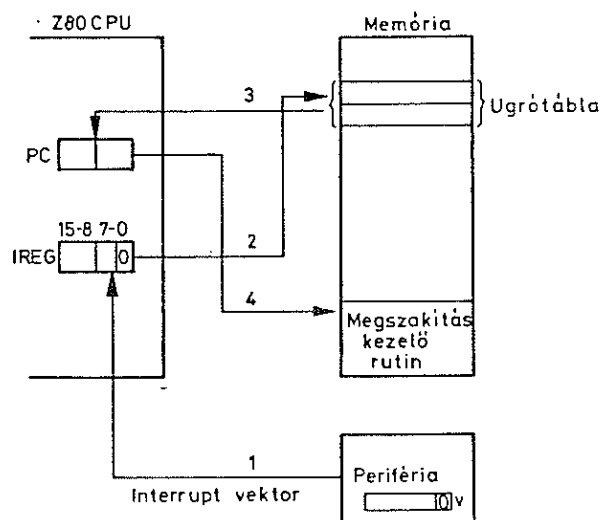 Z80 CPU
Memória
3
Ugrótábla
PC
15-8 7-0
IREG
0
2
4
Megszakítás
kezelő
rutin
1
Interrupt vektor
Periféria
0 V